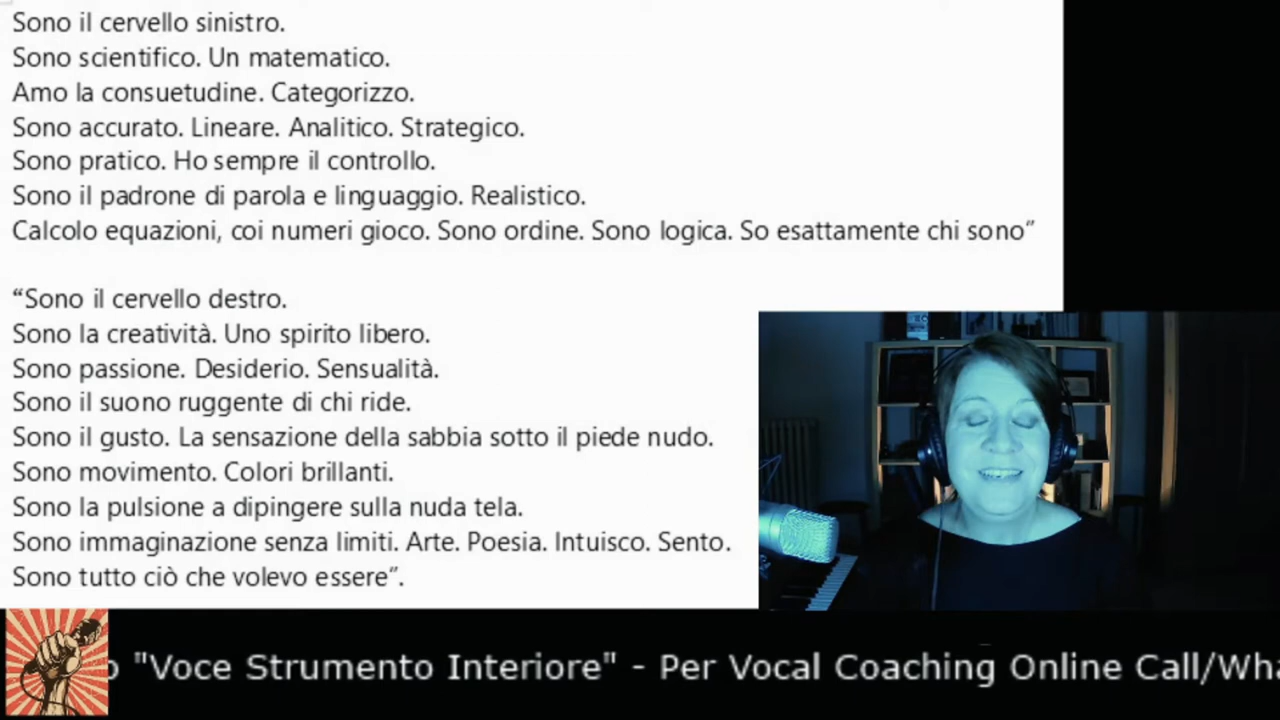 Sono il cervello sinistro.
Sono scientifico. Un matematico.
Amo la consuetudine. Categorizzo.
Sono accurato. Lineare. Analitico. Strategico.
Sono pratico. Ho sempre il controllo.
Sono il padrone di parola e linguaggio. Realistico.
Calcolo equazioni, coi numeri gioco. Sono ordine. Sono logica. So esattamente chi sono”
“Sono il cervello destro.
Sono la creatività. Uno spirito libero.
Sono passione. Desiderio. Sensualità.
Sono il suono ruggente di chi ride.
Sono il gusto. La sensazione della sabbia sotto il piede nudo.
Sono movimento. Colori brillanti.
Sono la pulsione a dipingere sulla nuda tela.
Sono immaginazione senza limiti. Arte. Poesia. Intuisco. Sento.
Sono tutto ciò che volevo essere”.
"Voce Strumento Interiore" - Per Vocal Coaching Online Call/Wha